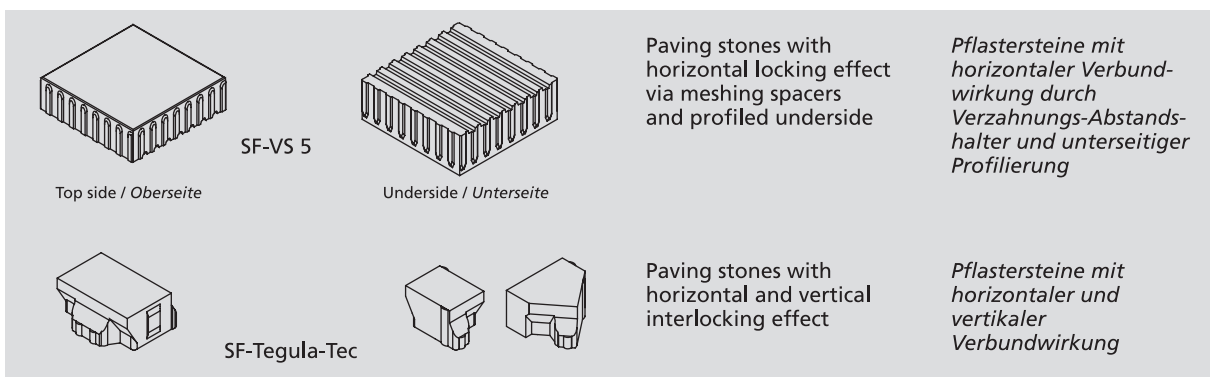 SF-VS 5
Top side / Oberseite
Underside / Unterseite
Paving stones with
horizontal locking effect
via meshing spacers
and profiled underside
Pflastersteine mit
horizontaler Verbund-
wirkung durch
Verzahnungs-Abstands-
halter und unterseitiger
Profilierung
SF-Tegula-Tec
Paving stones with
horizontal and vertical
interlocking effect
Pflastersteine mit
horizontaler und
vertikaler
Verbundwirkung